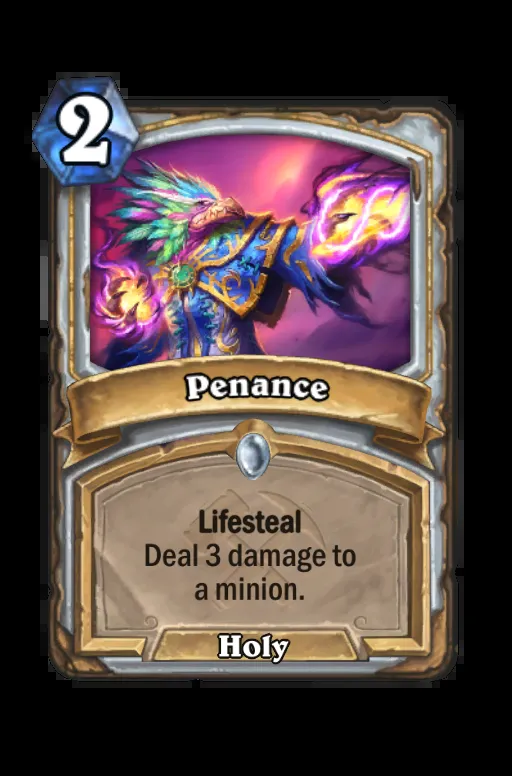 2
Penance
Lifesteal
Deal 3 damage to
a minion.
Holy